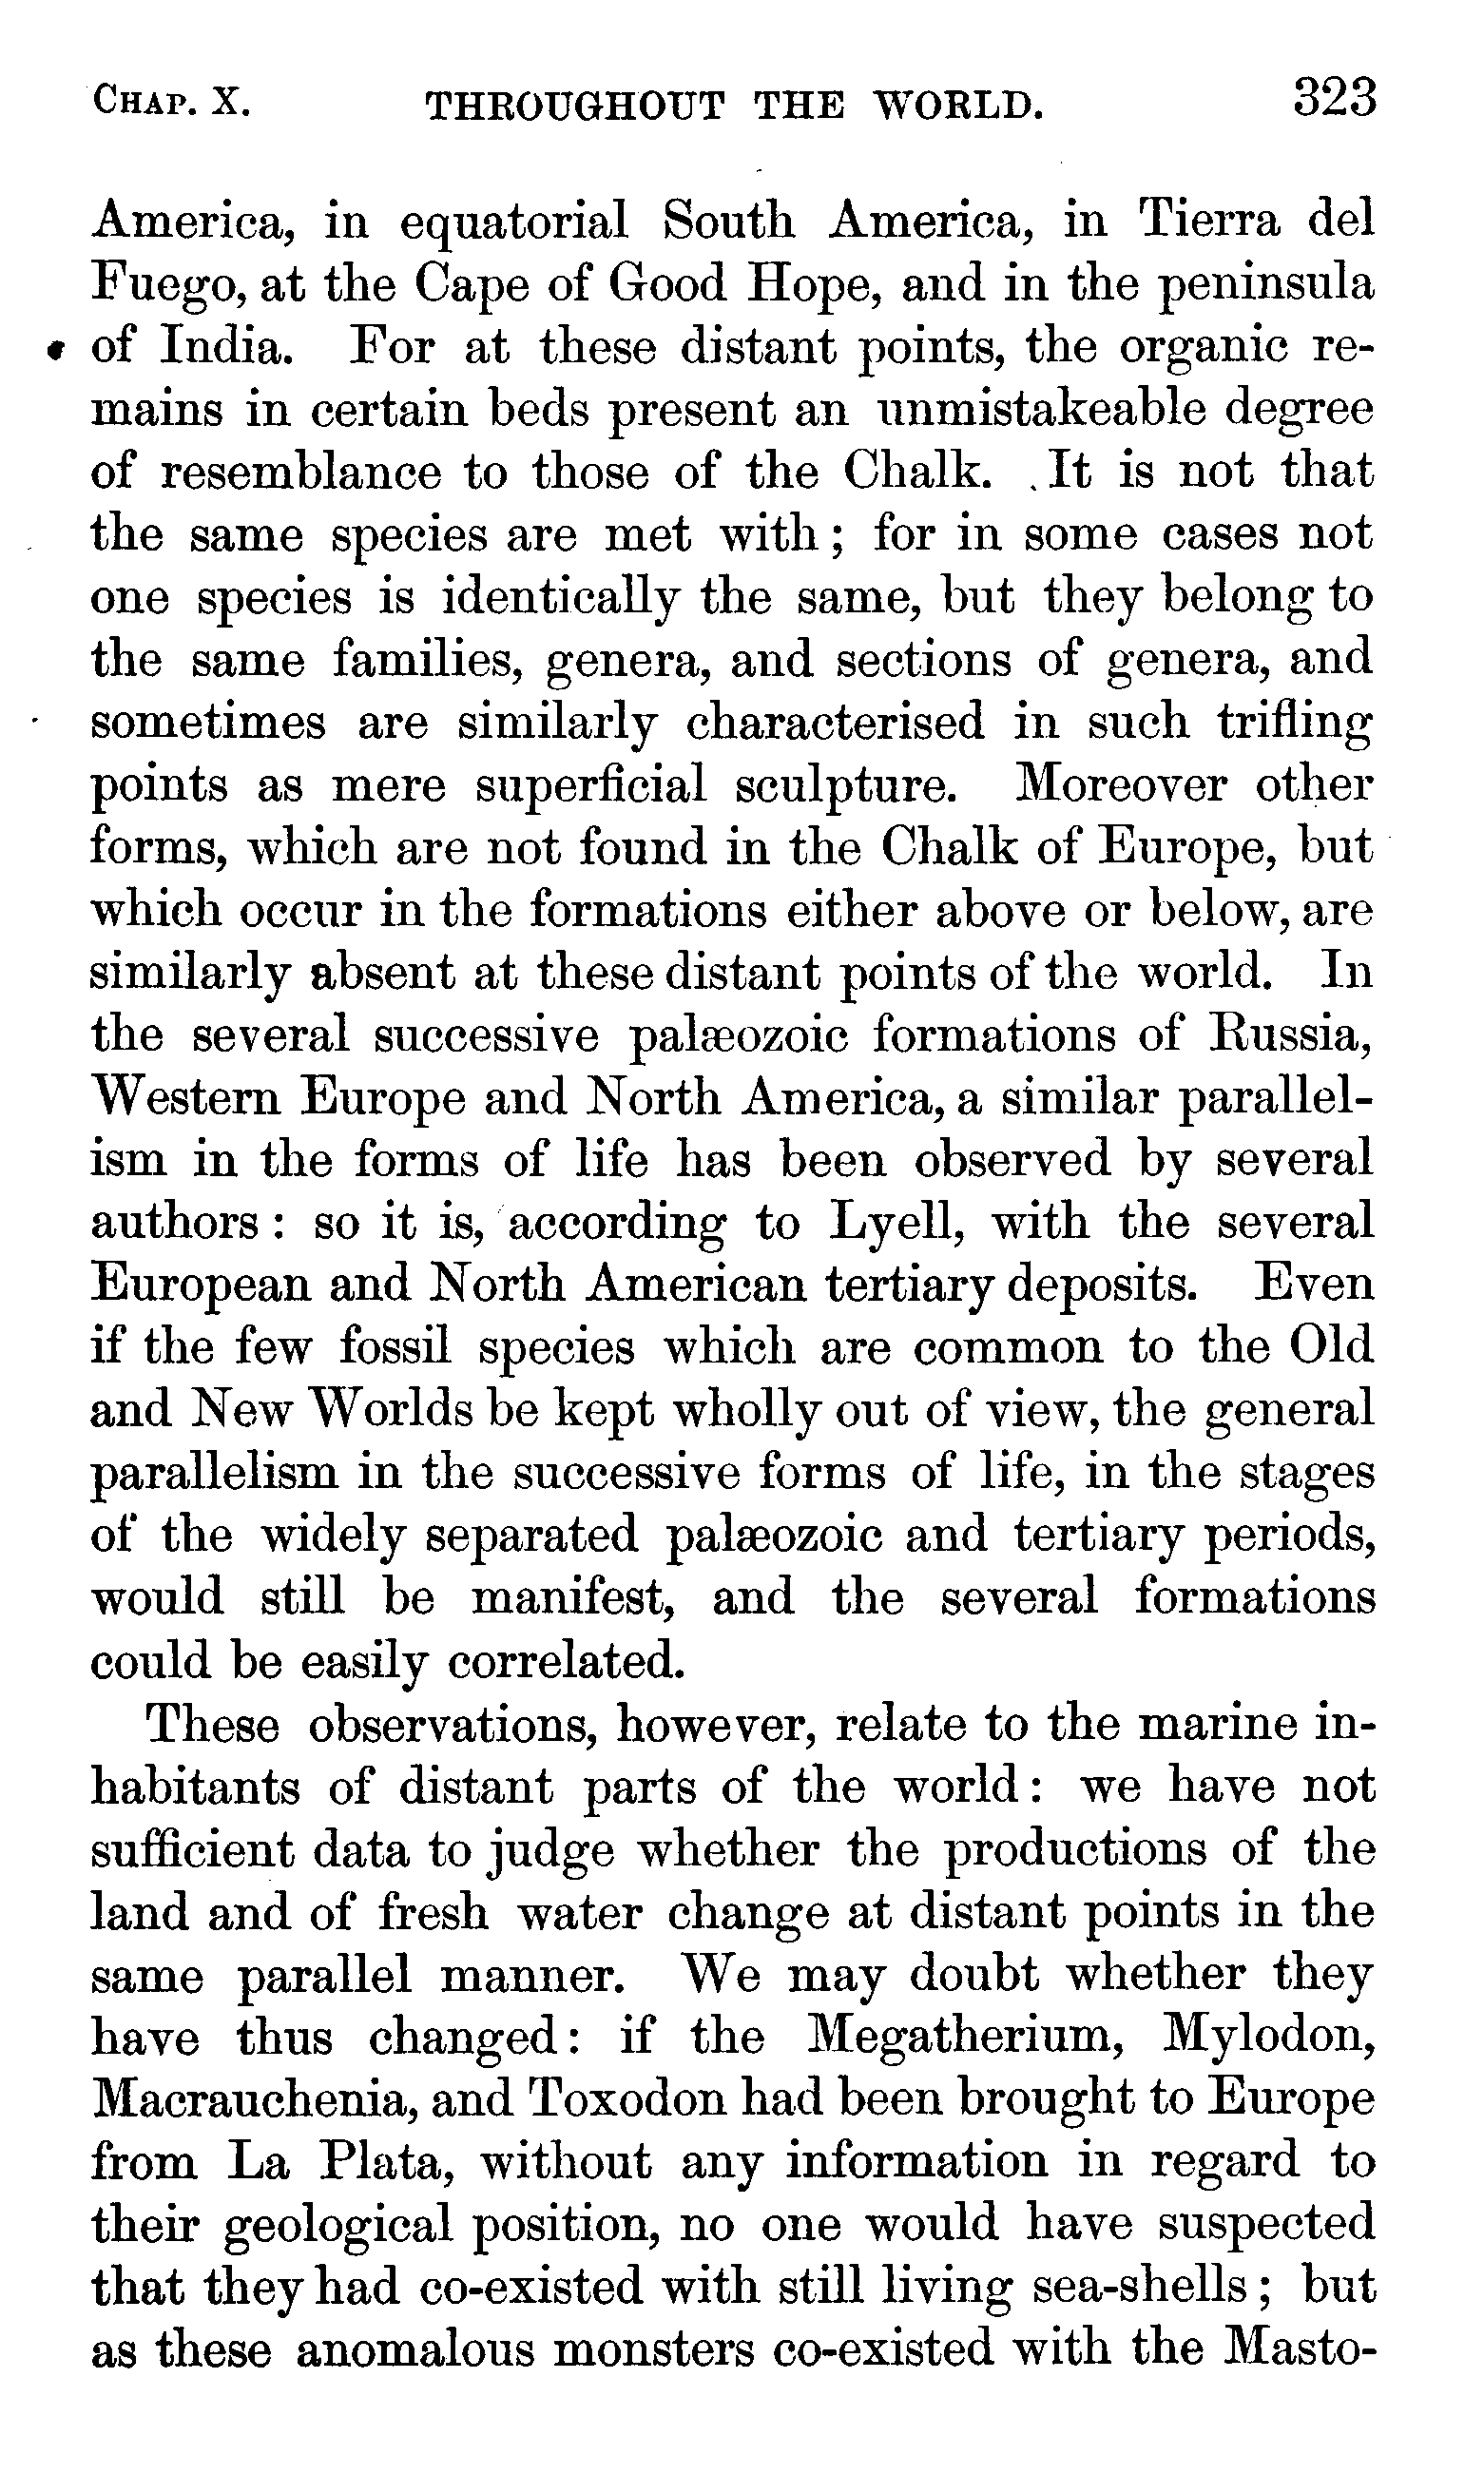 CHAP. X. THROUGHOUT THE WORLD. 323
America, in equatorial South America, in Tierra del
Fuego, at the Cape of Good Hope, and in the peninsula
of India. For at these distant points, the organic re-
mains in certain beds present an unmistakeable degree
of resemblance to those of the Chalk. It is not that
the same species are met with; for in some cases not
one species is identically the same, but they belong to
the same families, genera, and sections of genera, and
sometimes are similarly characterised in such trifling
points as mere superficial sculpture. Moreover other
forms, which are not found in the Chalk of Europe, but
which occur in the formations either above or below, are
similarly absent at these distant points of the world. In
the several successive palæozoic formations of Russia,
Western Europe and North America, a similar parallel-
ism in the forms of life has been observed by several
authors: so it is, according to Lyell, with the several
European and North American tertiary deposits. Even
if the few fossil species which are common to the Old
and New Worlds be kept wholly out of view, the general
parallelism in the successive forms of life, in the stages
of the widely separated palæozoic and tertiary periods,
would still be manifest, and the several formations
could be easily correlated.
These observations, however, relate to the marine in-
habitants of distant parts of the world: we have not
sufficient data to judge whether the productions of the
land and of fresh water change at distant points in the
same parallel manner. We may doubt whether they
have thus changed: if the Megatherium, Mylodon,
Macrauchenia, and Toxodon had been brought to Europe
from La Plata, without any information in regard to
their geological position, no one would have suspected
that they had co-existed with still living sea-shells; but
as these anomalous monsters co-existed with the Masto-